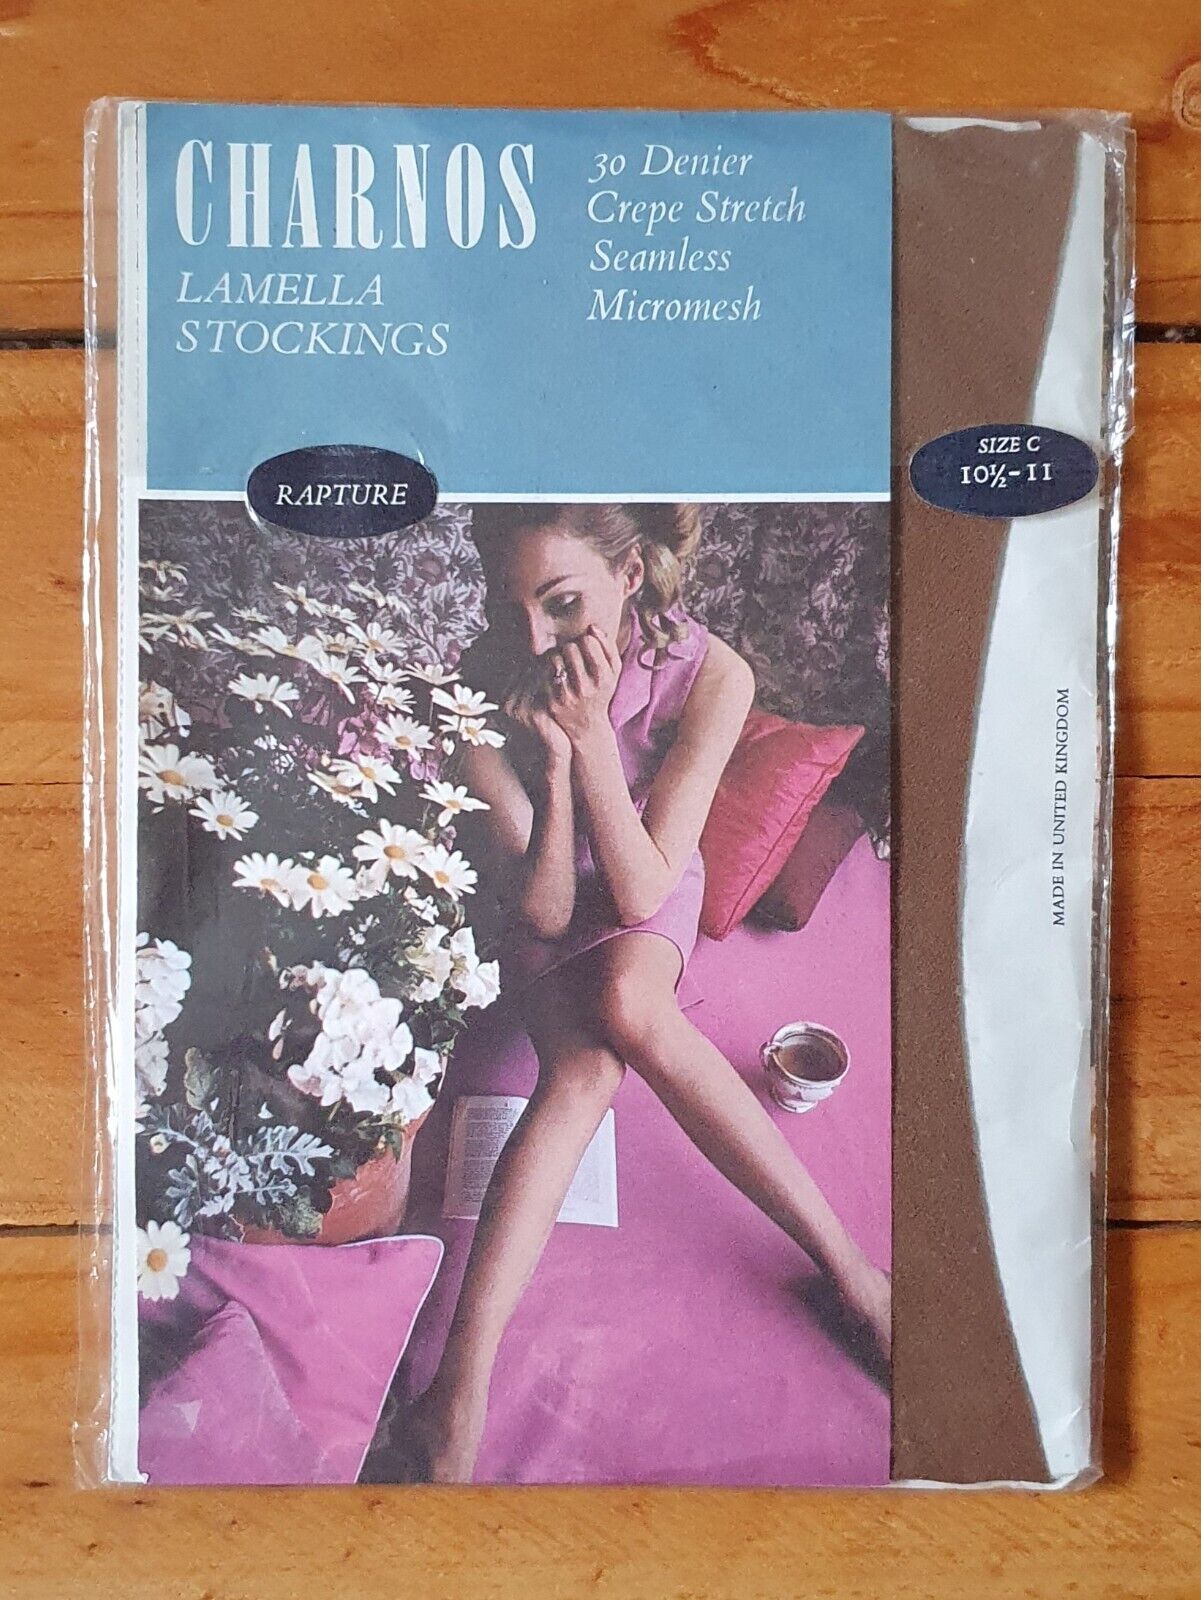 CHARNOS
LAMELLA
STOCKINGS
30 Denier
Crepe Stretch
Seamless
Micromesh
RAPTURE
SIZE C
10½-11
MADE IN UNITED KINGDOM